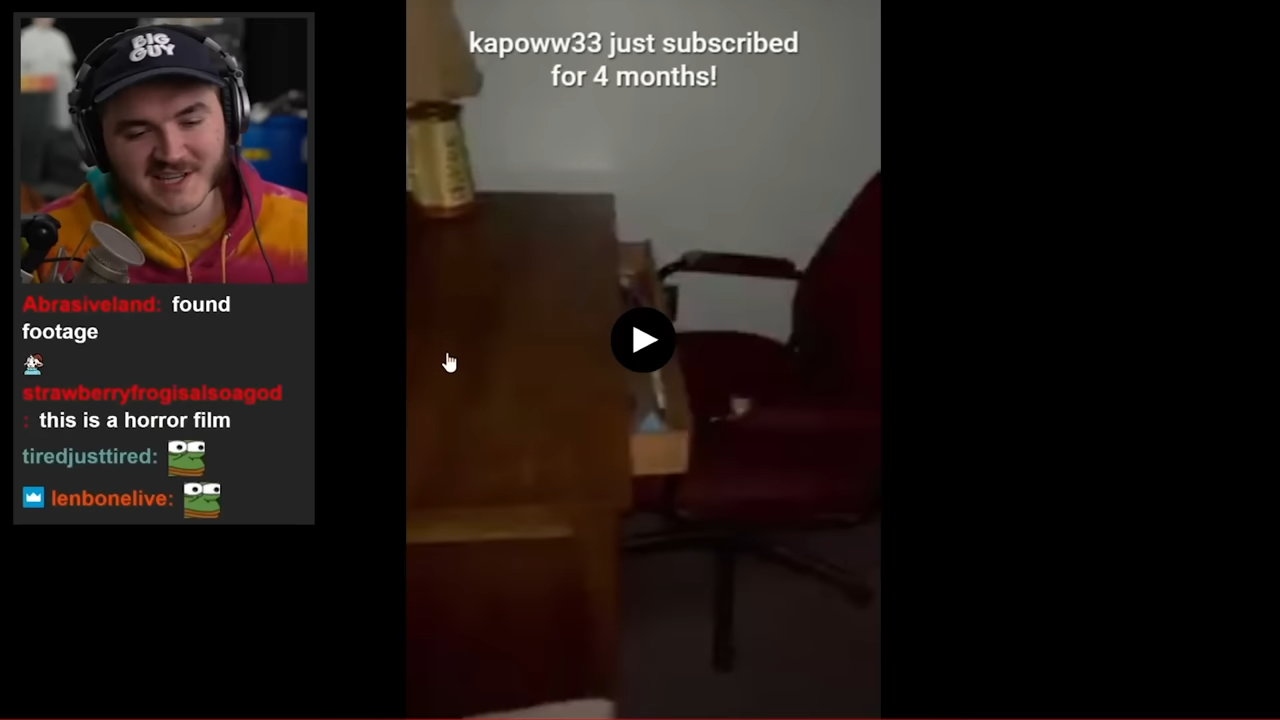 BIG
GUY
kapoww33 just subscribed
for 4 months!
Abrasiveland: found
footage
strawberryfrogisalsoagod
: this is a horror film
tiredjusttired:
lenbonelive: